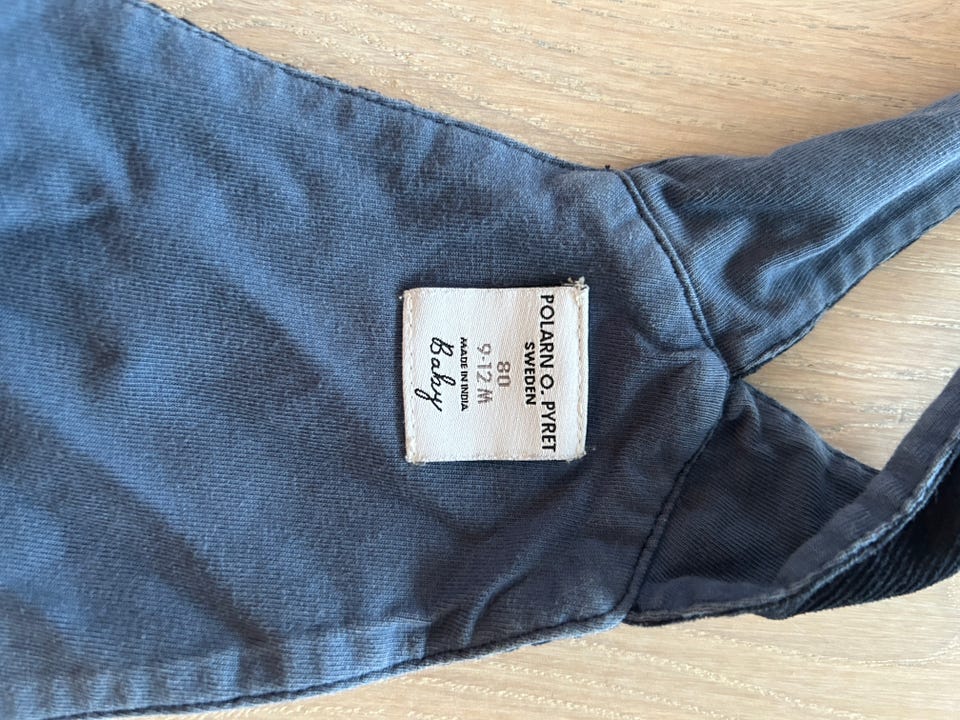 POLARN O. PYRET
SWEDEN
80
9-12 M
MADE IN INDIA
Baby